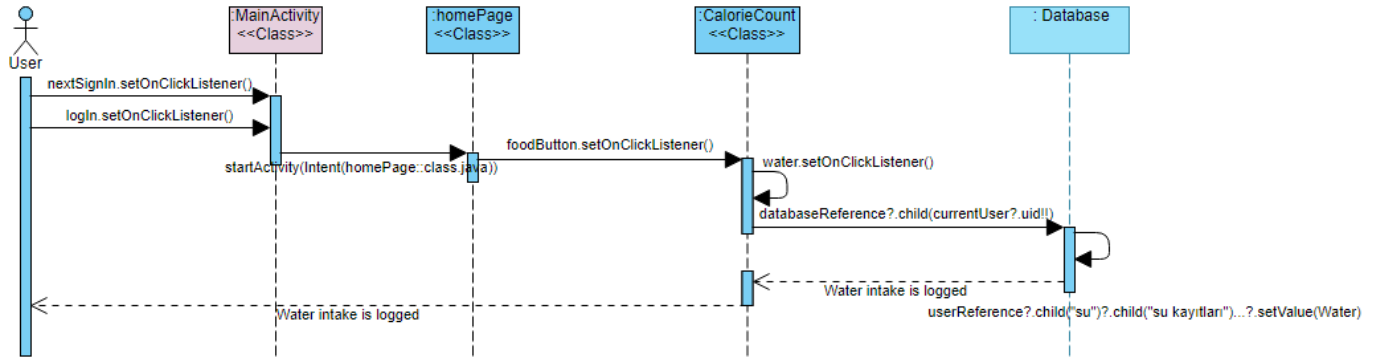 :MainActivity
<<Class>>
:homePage
<<Class>>
:CalorieCount
<<Class>>
: Database
User
nextSignIn.setOnClickListener()
logIn.setOnClickListener()
startActivity(Intent(homePage::class.java))
foodButton.setOnClickListener()
water.setOnClickListener()
databaseReference?.child(currentUser?.uid!!)
Water intake is logged
userReference?.child("su")?.child("su kayıtları")...?.setValue(Water)
Water intake is logged